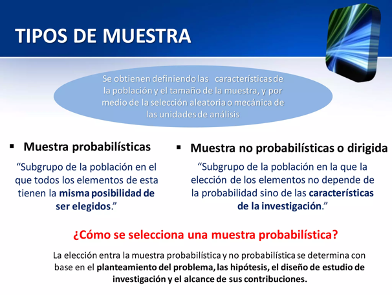 TIPOS DE MUESTRA
Se obtienen definiendo las características de
la población y el tamaño de la muestra, y por
medio de la selección aleatoria o mecánica de
las unidades de análisis
▪ Muestra probabilísticas
“Subgrupo de la población en el
que todos los elementos de esta
tienen la misma posibilidad de
ser elegidos.”
▪ Muestra no probabilísticas o dirigida
“Subgrupo de la población en la que la
elección de los elementos no depende de
la probabilidad sino de las características
de la investigación.”
¿Cómo se selecciona una muestra probabilística?
La elección entra la muestra probabilística y no probabilística se determina con
base en el planteamiento del problema, las hipótesis, el diseño de estudio de
investigación y el alcance de sus contribuciones.